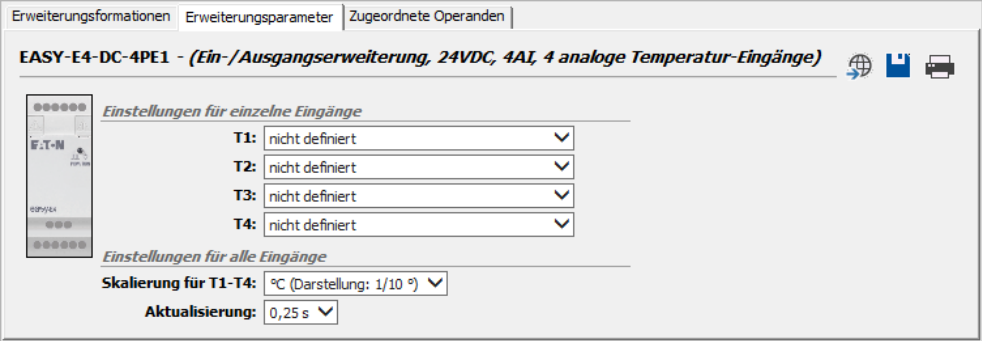 Erweiterungsformationen Erweiterungsparameter Zugeordnete Operanden
EASY-E4-DC-4PE1 - (Ein-/Ausgangserweiterung, 24VDC, 4AI, 4 analoge Temperatur-Eingänge)
Einstellungen für einzelne Eingänge
T1: nicht definiert
T2: nicht definiert
T3: nicht definiert
T4: nicht definiert
Einstellungen für alle Eingänge
Skalierung für T1-T4: °C (Darstellung: 1/10 °)
Aktualisierung: 0,25 s